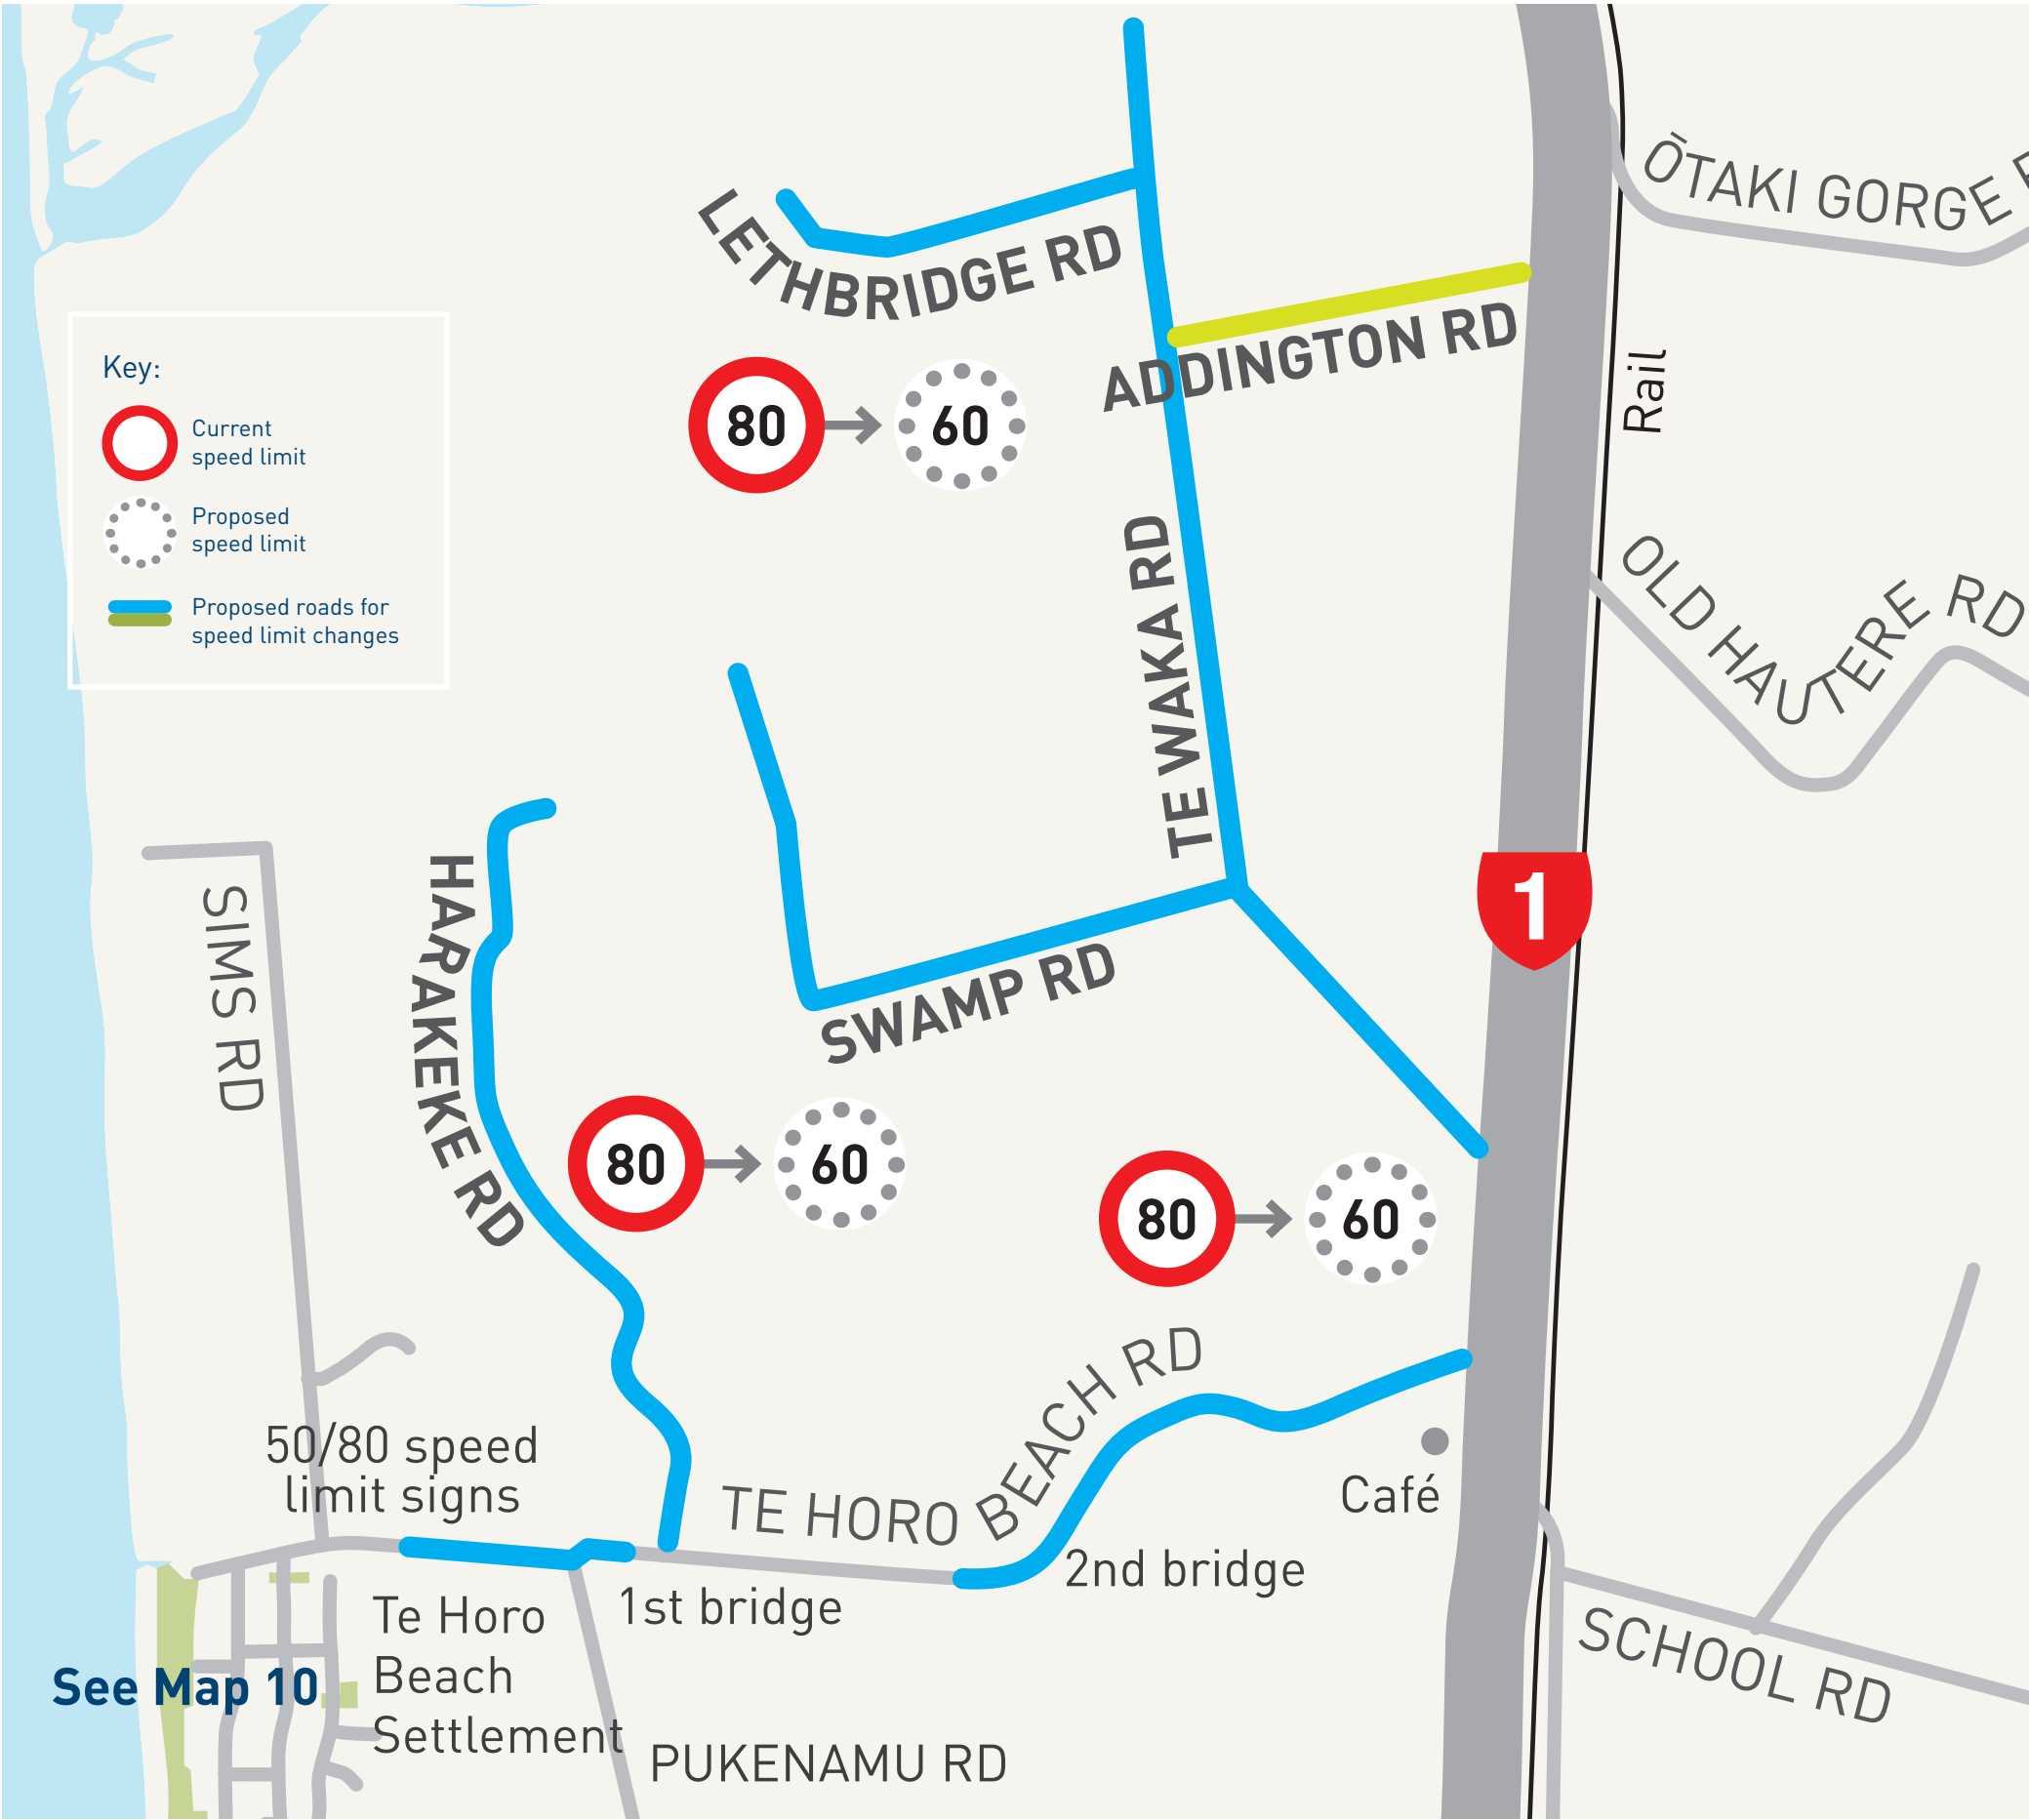 ŌTAKI GORGE
LETHBRIDGE RD
ADDINGTON RD
Rail
Key:
Current
speed limit
Proposed
speed limit
Proposed roads for
speed limit changes
80
60
TE WAKA RD
OLD HAUTERE RD
1
SIMS RD
HARAKEKE RD
SWAMP RD
80
60
80
60
50/80 speed
limit signs
TE HORO BEACH RD
Café
2nd bridge
1st bridge
Te Horo
Beach
Settlement
See Map 10
SCHOOL RD
PUKENAMU RD